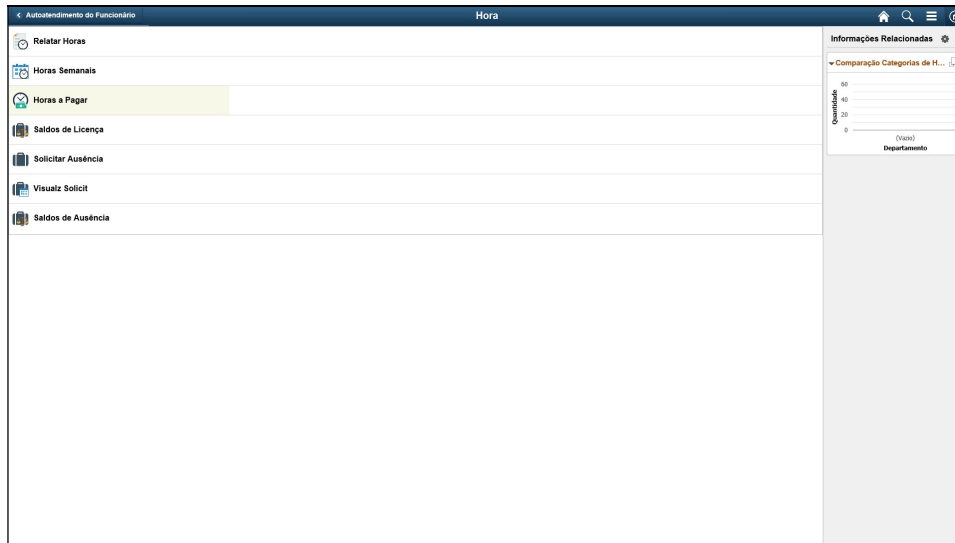 Autoatendimento do Funcionário
Hora
Relatar Horas
Horas Semanais
Horas a Pagar
Saldos de Licença
Solicitar Ausência
Visualz Solicit
Saldos de Ausência
Informações Relacionadas
Comparação Categorias de H...
Quantidade
60
40
20
0
(Vazio)
Departamento